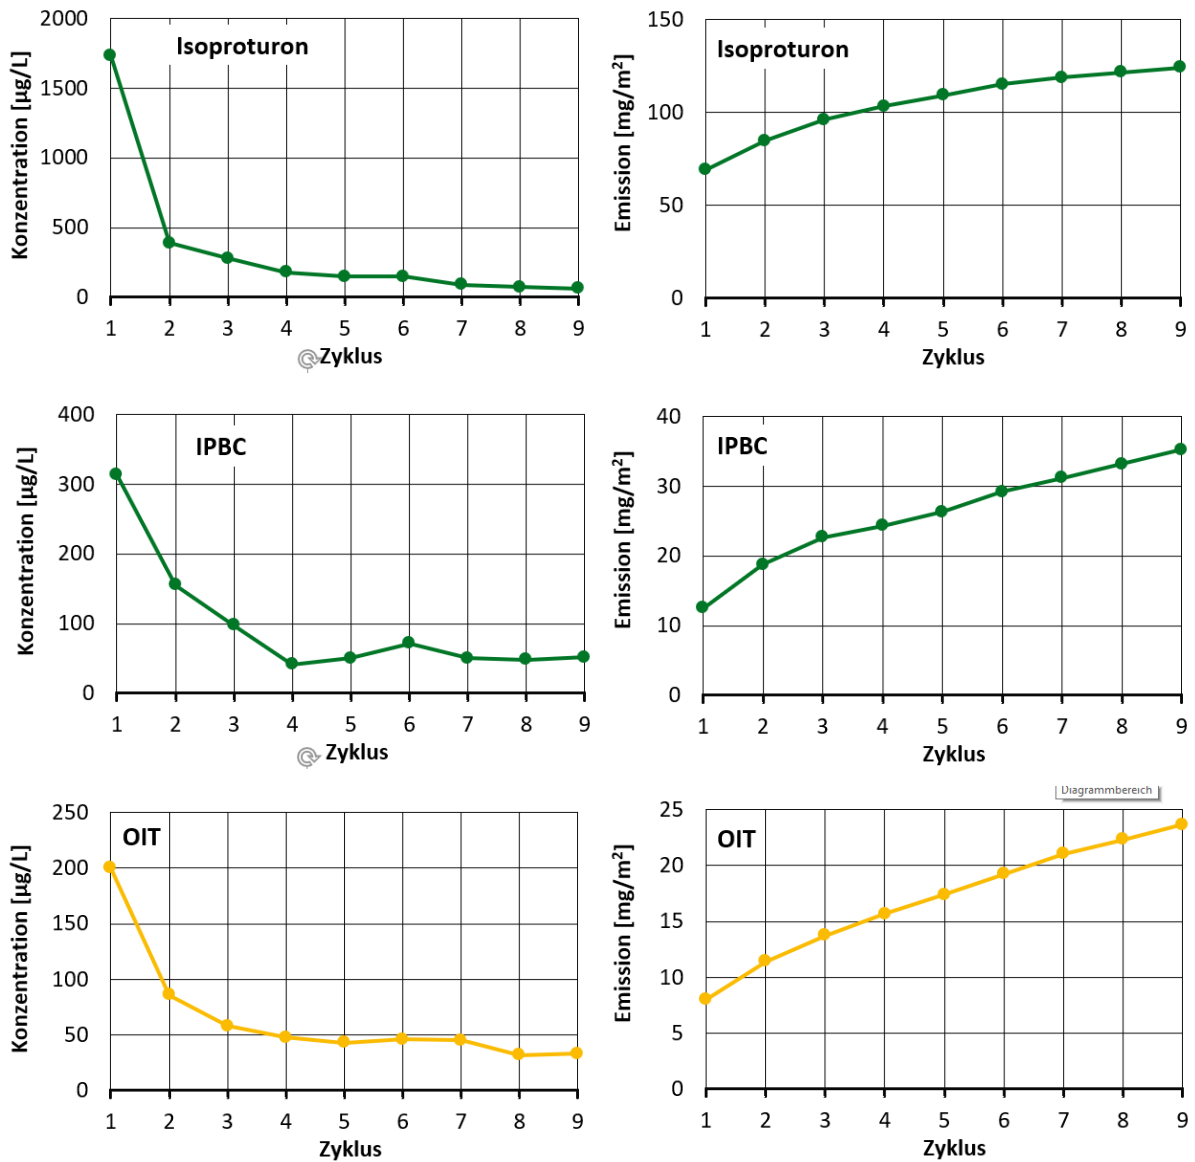 Isoproturon
Konzentration [µg/L]
2000
1500
1000
500
0
1 2 3 4 5 6 7 8 9
Zyklus
Isoproturon
Emission [mg/m²]
150
100
50
0
1 2 3 4 5 6 7 8 9
Zyklus
IPBC
Konzentration [µg/L]
400
300
200
100
0
1 2 3 4 5 6 7 8 9
Zyklus
IPBC
Emission [mg/m²]
40
30
20
10
0
1 2 3 4 5 6 7 8 9
Zyklus
OIT
Konzentration [µg/L]
250
200
150
100
50
0
1 2 3 4 5 6 7 8 9
Zyklus
Diagrammbereich
OIT
Emission [mg/m²]
25
20
15
10
5
0
1 2 3 4 5 6 7 8 9
Zyklus